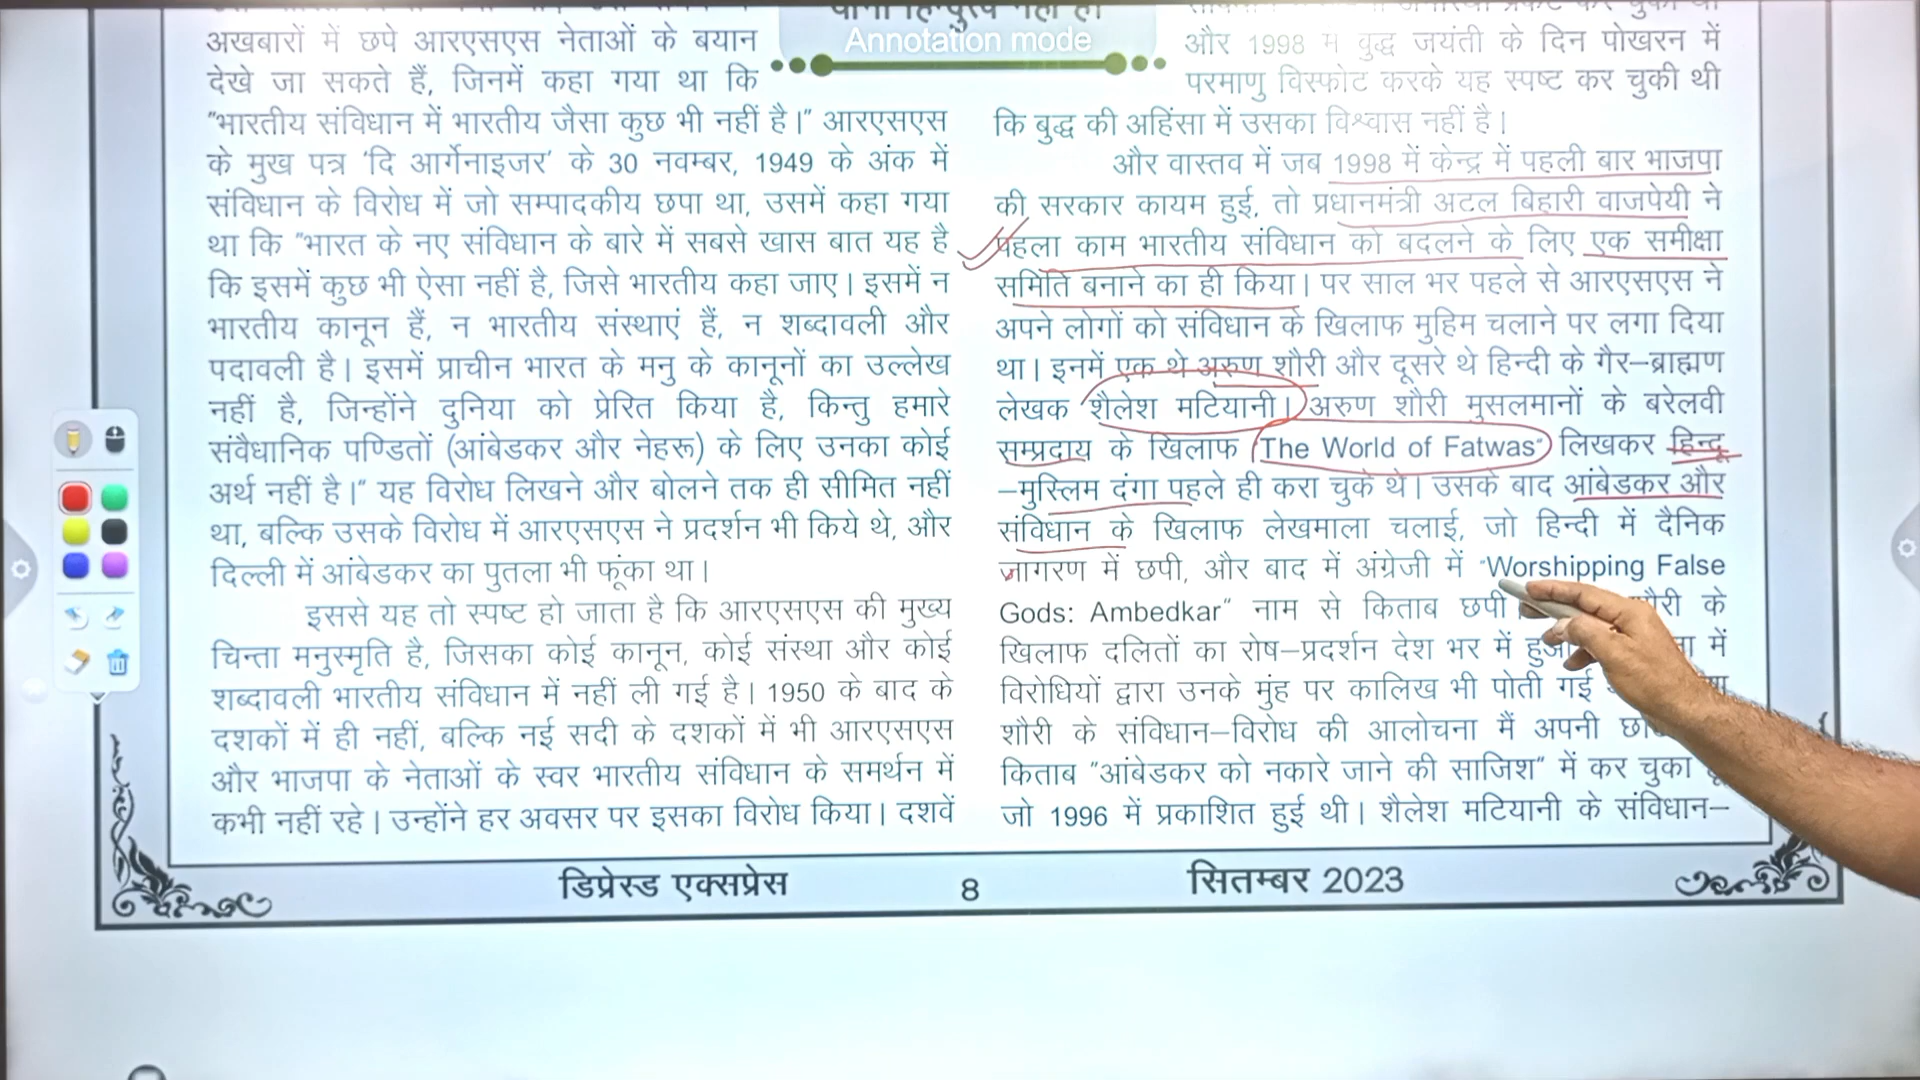 Annotation mode
अखबारों में छपे आरएसएस नेताओं के बयान
देखे जा सकते हैं, जिनमें कहा गया था कि
"भारतीय संविधान में भारतीय जैसा कुछ भी नहीं है।" आरएसएस
के मुख पत्र 'दि आर्गेनाइजर' के 30 नवम्बर, 1949 के अंक में
संविधान के विरोध में जो सम्पादकीय छपा था, उसमें कहा गया
था कि "भारत के नए संविधान के बारे में सबसे खास बात यह है
कि इसमें कुछ भी ऐसा नहीं है, जिसे भारतीय कहा जाए। इसमें न
भारतीय कानून हैं, न भारतीय संस्थाएं हैं, न शब्दावली और
पदावली है। इसमें प्राचीन भारत के मनु के कानूनों का उल्लेख
नहीं है, जिन्होंने दुनिया को प्रेरित किया है, किन्तु हमारे
संवैधानिक पण्डितों (आंबेडकर और नेहरू) के लिए उनका कोई
अर्थ नहीं है।" यह विरोध लिखने और बोलने तक ही सीमित नहीं
था, बल्कि उसके विरोध में आरएसएस ने प्रदर्शन भी किये थे, और
दिल्ली में आंबेडकर का पुतला भी फूंका था।
इससे यह तो स्पष्ट हो जाता है कि आरएसएस की मुख्य
चिन्ता मनुस्मृति है, जिसका कोई कानून, कोई संस्था और कोई
शब्दावली भारतीय संविधान में नहीं ली गई है। 1950 के बाद के
दशकों में ही नहीं, बल्कि नई सदी के दशकों में भी आरएसएस
और भाजपा के नेताओं के स्वर भारतीय संविधान के समर्थन में
कभी नहीं रहे। उन्होंने हर अवसर पर इसका विरोध किया। दशवें
और 1998 म बुद्ध जयंती के दिन पोखरन में
परमाणु विस्फोट करके यह स्पष्ट कर चुकी थी
कि बुद्ध की अहिंसा में उसका विश्वास नहीं है।
और वास्तव में जब 1998 में केन्द्र में पहली बार भाजपा
की सरकार कायम हुई, तो प्रधानमंत्री अटल बिहारी वाजपेयी ने
पहला काम भारतीय संविधान को बदलने के लिए एक समीक्षा
समिति बनाने का ही किया। पर साल भर पहले से आरएसएस ने
अपने लोगों को संविधान के खिलाफ मुहिम चलाने पर लगा दिया
था। इनमें एक थे अरुण शौरी और दूसरे थे हिन्दी के गैर–ब्राह्मण
लेखक शैलेश मटियानी। अरुण शौरी मुसलमानों के बरेलवी
सम्प्रदाय के खिलाफ "The World of Fatwas" लिखकर हिन्दू
–मुस्लिम दंगा पहले ही करा चुके थे। उसके बाद आंबेडकर और
संविधान के खिलाफ लेखमाला चलाई, जो हिन्दी में दैनिक
जागरण में छपी, और बाद में अंग्रेजी में "Worshipping False
Gods: Ambedkar" नाम से किताब छपी के
खिलाफ दलितों का रोष–प्रदर्शन देश भर में में
विरोधियों द्वारा उनके मुंह पर कालिख भी पोती गई
शौरी के संविधान–विरोध की आलोचना मैं अपनी
किताब "आंबेडकर को नकारे जाने की साजिश" में कर चुका
जो 1996 में प्रकाशित हुई थी। शैलेश मटियानी के संविधान–
डिप्रेस्ड एक्सप्रेस
8
सितम्बर 2023